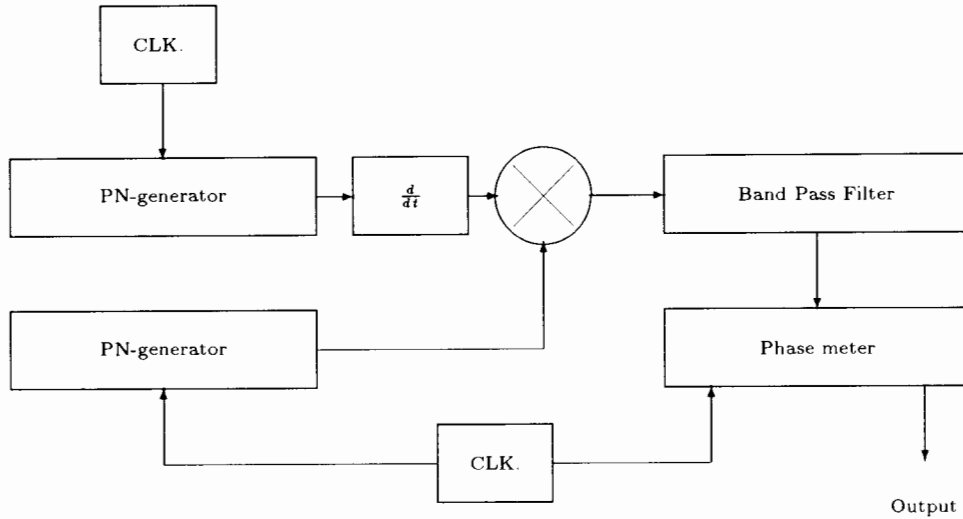 CLK.
PN-generator
d
dt
Band Pass Filter
PN-generator
Phase meter
CLK.
Output